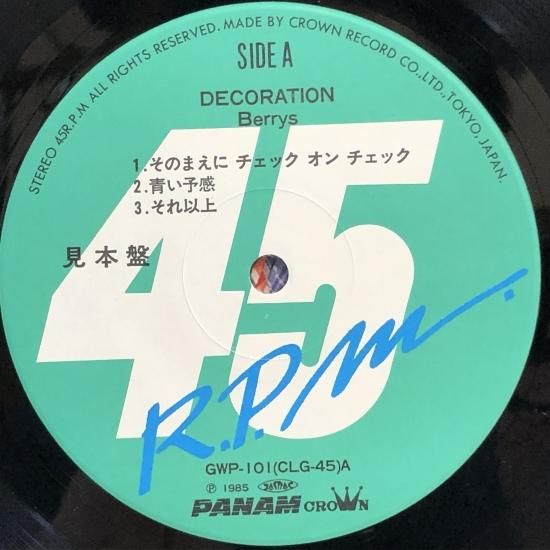 STEREO 45R.P.M ALL RIGHTS RESERVED. MADE BY CROWN RECORD CO.,LTD., TOKYO, JAPAN.
SIDE A
DECORATION
Berrys
1.そのまえに チェック オン チェック
2.青い予感
3.それ以上
見本盤
45
R.P.m.
GWP-101(CLG-45)A
Ⓟ 1985 JASRAC
PANAM CROWN